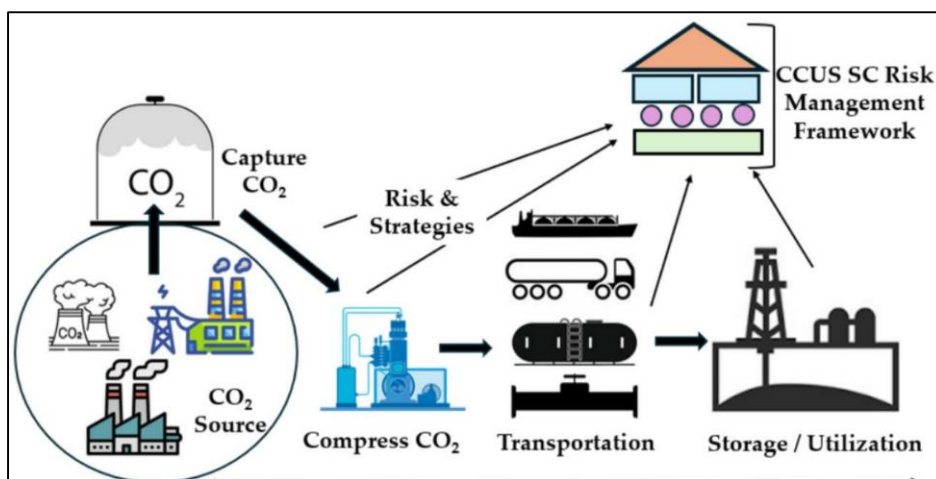 CCUS SC Risk
Management
Framework
CO₂
Capture
CO₂
Risk &
Strategies
CO₂
CO₂
Source
Compress CO₂
Transportation
Storage / Utilization